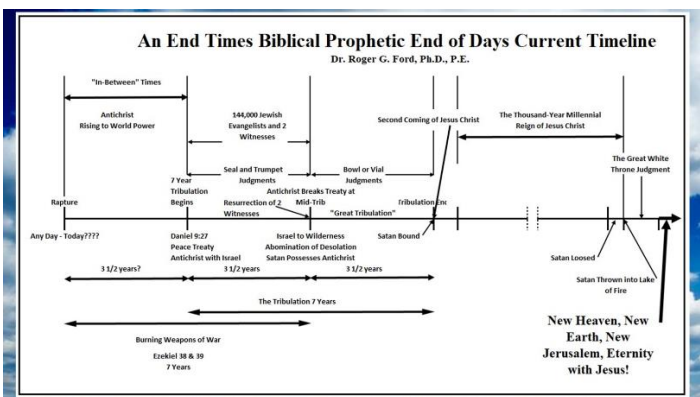 An End Times Biblical Prophetic End of Days Current Timeline
Dr. Roger G. Ford, Ph.D., P.E.
"In-Between" Times
Antichrist
Rising to World Power
144,000 Jewish
Evangelists and 2
Witnesses
Second Coming of Jesus Christ
The Thousand-Year Millennial
Reign of Jesus Christ
The Great White
Throne Judgment
Seal and Trumpet
Judgments
Bowl or Vial
Judgments
7 Year
Tribulation
Begins
Antichrist Breaks Treaty at
Mid-Trib
Rapture
Resurrection of 2
Witnesses
"Great Tribulation"
Tribulation
Any Day - Today????
Daniel 9:27
Peace Treaty
Antichrist with Israel
Israel to Wilderness
Abomination of Desolation
Satan Possesses Antichrist
Satan Bound
Satan Loosed
Satan Thrown into Lake
of Fire
3 1/2 years?
3 1/2 years
3 1/2 years
The Tribulation 7 Years
Burning Weapons of War
Ezekiel 38 & 39
7 Years
New Heaven, New
Earth, New
Jerusalem, Eternity
with Jesus!